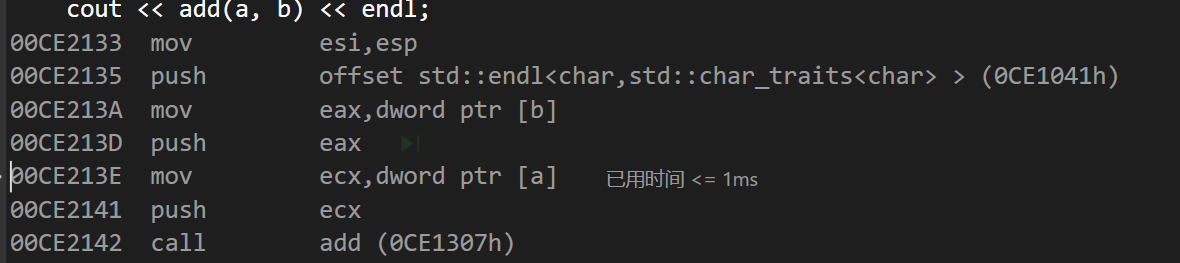 cout << add(a, b) << endl;
00CE2133 mov esi,esp
00CE2135 push offset std::endl<char,std::char_traits<char> > (0CE1041h)
00CE213A mov eax,dword ptr [b]
00CE213D push eax
00CE213E mov ecx,dword ptr [a] 已用时间 <= 1ms
00CE2141 push ecx
00CE2142 call add (0CE1307h)